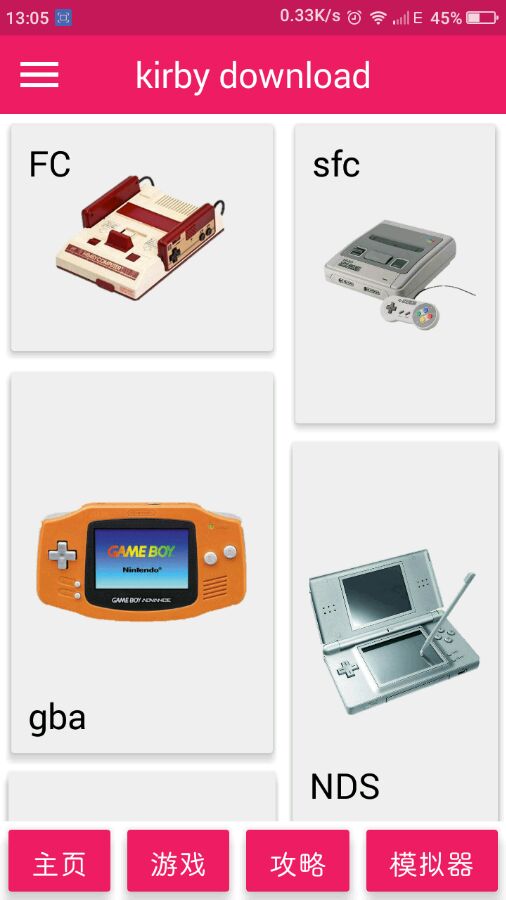 13:05 0.33K/s E 45%
kirby download
FC
sfc
GAME BOY
Nintendo®
GAME BOY ADVANCE
gba
NDS
主页 游戏 攻略 模拟器